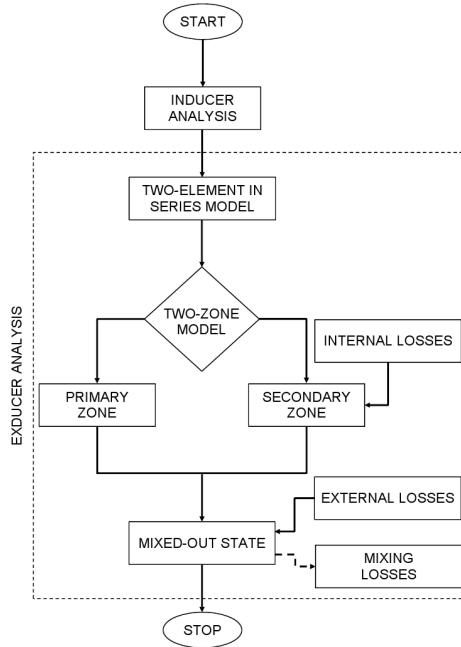 START
INDUCER
ANALYSIS
TWO-ELEMENT IN
SERIES MODEL
TWO-ZONE
MODEL
INTERNAL LOSSES
EXDUCER ANALYSIS
PRIMARY
ZONE
SECONDARY
ZONE
EXTERNAL LOSSES
MIXED-OUT STATE
MIXING
LOSSES
STOP